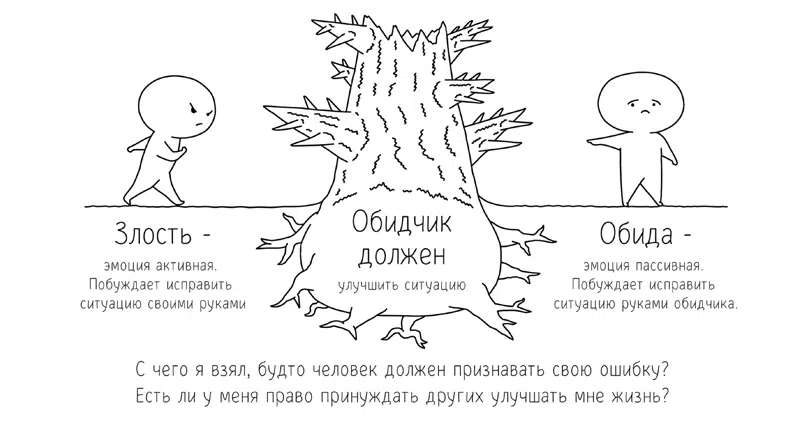 Злость -
эмоция активная.
Побуждает исправить
ситуацию своими руками
Обидчик
должен
улучшить ситуацию
Обида -
эмоция пассивная.
Побуждает исправить
ситуацию руками обидчика.
С чего я взял, будто человек должен признавать свою ошибку?
Есть ли у меня право принуждать других улучшать мне жизнь?